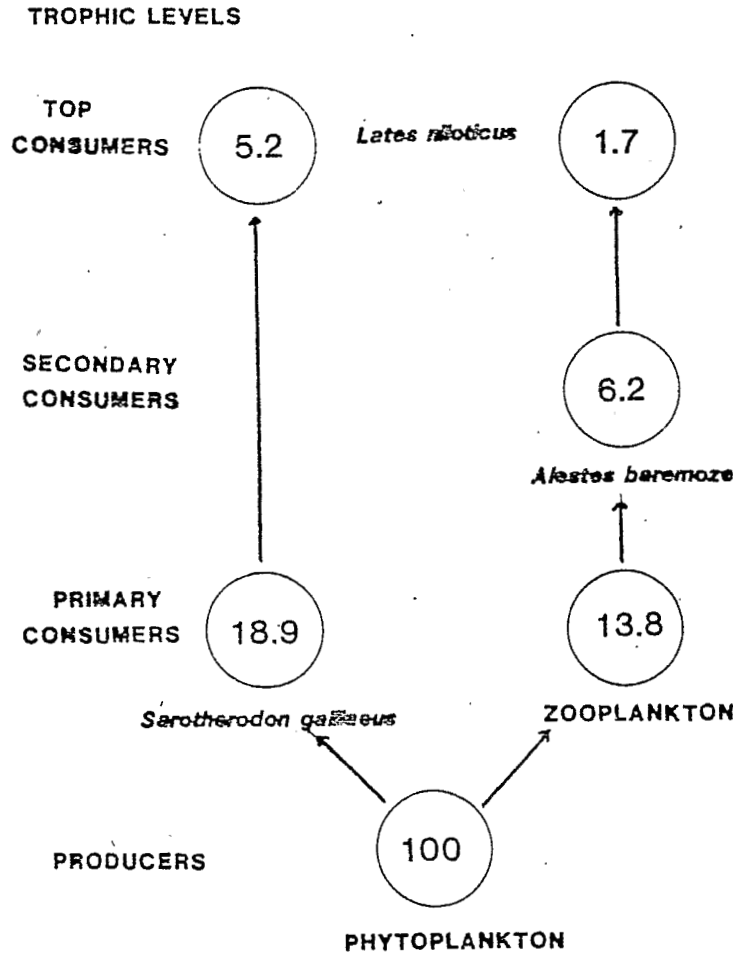 TROPHIC LEVELS
TOP
CONSUMERS
5.2
Lates niloticus
1.7
SECONDARY
CONSUMERS
6.2
Alestes baremoze
PRIMARY
CONSUMERS
18.9
13.8
Sarotherodon galilaeus
ZOOPLANKTON
100
PRODUCERS
PHYTOPLANKTON